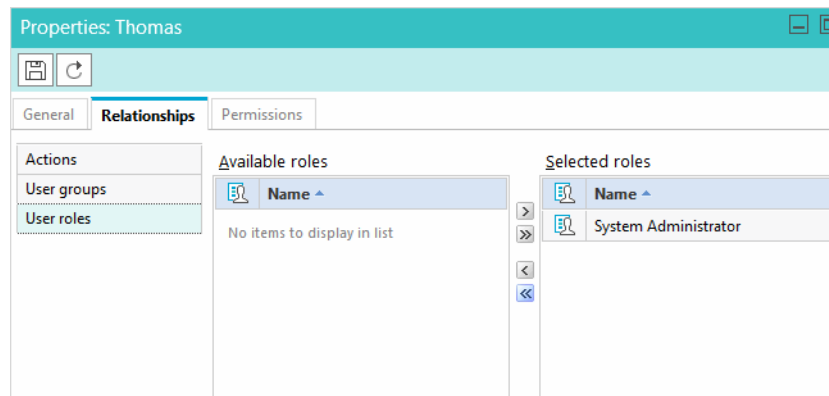 Properties: Thomas
General Relationships Permissions
Actions
User groups
User roles
Available roles
Name
No items to display in list
Selected roles
Name
System Administrator